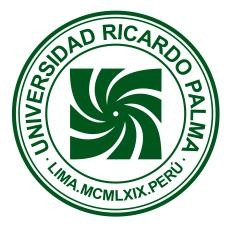 UNIVERSIDAD RICARDO PALMA
· LIMA.MCMLXIX.PERÚ ·